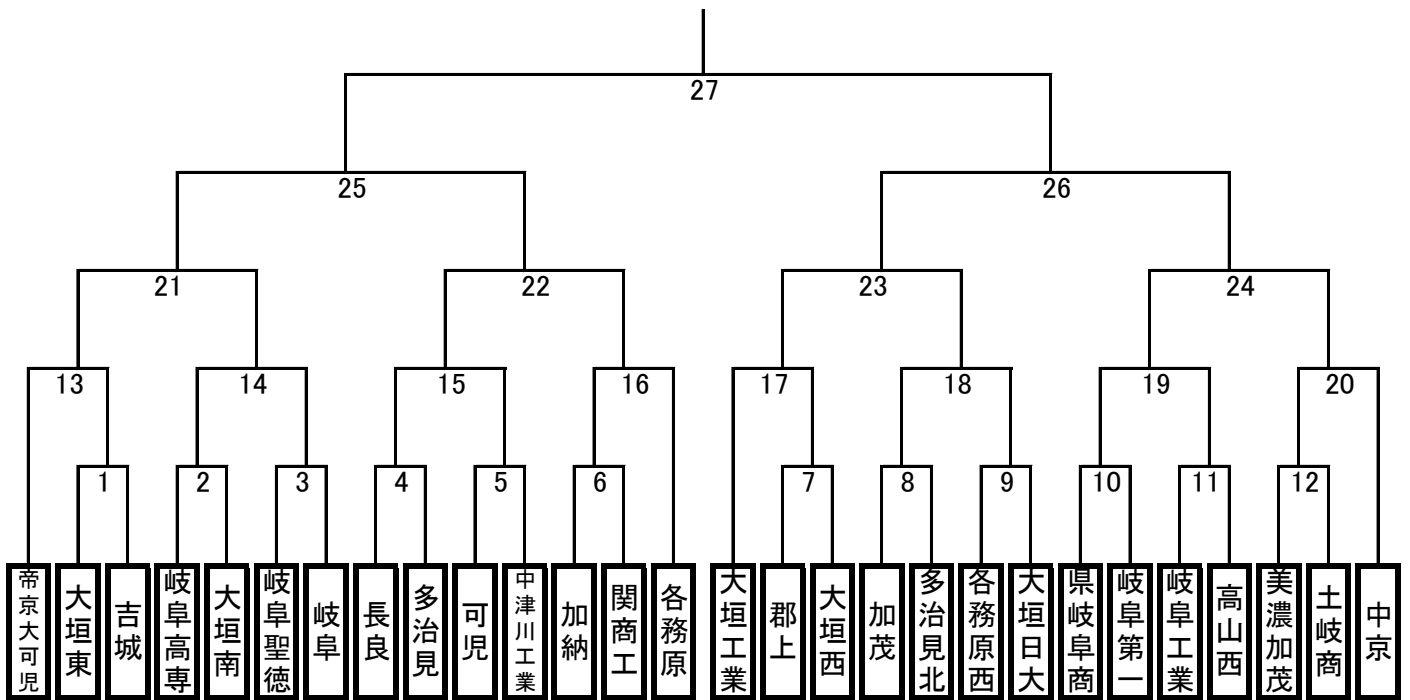 27
25
26
21
22
23
24
13
14
15
16
17
18
19
20
1
2
3
4
5
6
7
8
9
10
11
12
帝京大可児
大垣東
吉城
岐阜高専
大垣南
岐阜聖徳
岐阜
長良
多治見
可児
中津川工業
加納
関商工
各務原
大垣工業
郡上
大垣西
加茂
多治見北
各務原西
大垣日大
県岐阜商
岐阜第一
岐阜工業
高山西
美濃加茂
土岐商
中京